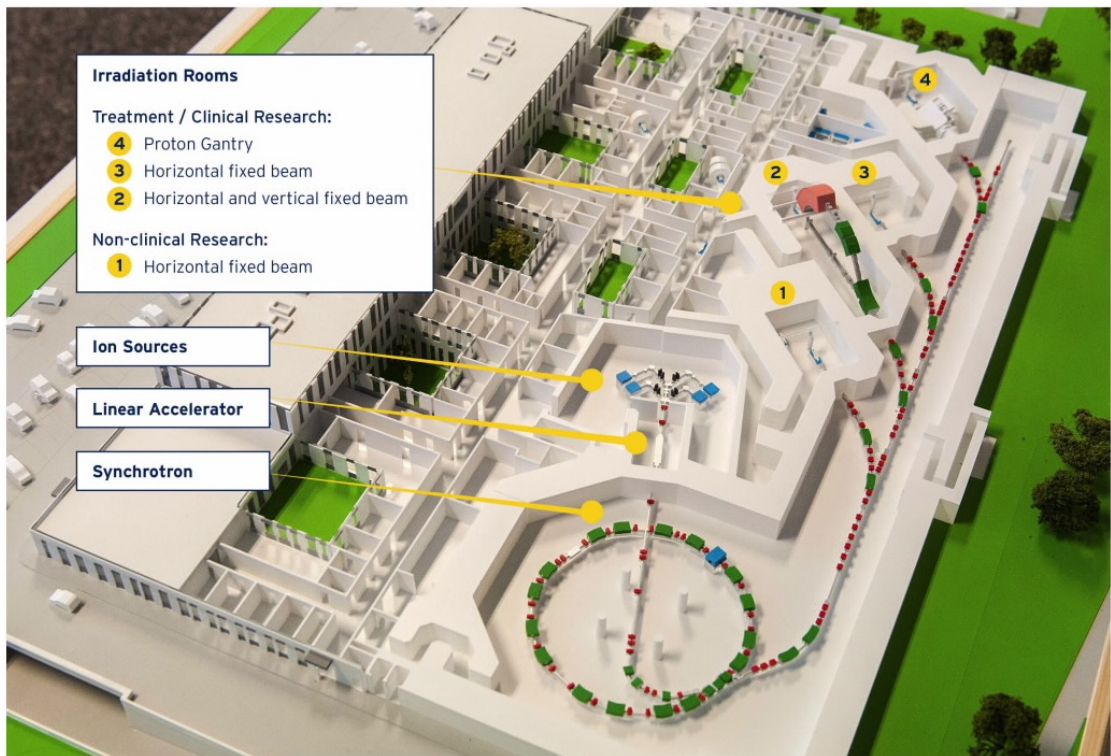 Irradiation Rooms
Treatment / Clinical Research:
4 Proton Gantry
3 Horizontal fixed beam
2 Horizontal and vertical fixed beam
Non-clinical Research:
1 Horizontal fixed beam
Ion Sources
Linear Accelerator
Synchrotron
4
2
3
1